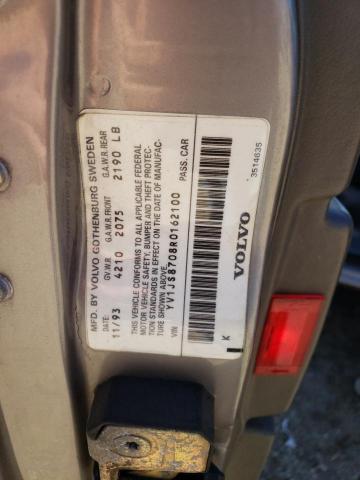 MFD. BY VOLVO GOTHENBURG SWEDEN
G.V.W.R G.A.W.R.FRONT G.A.W.R. REAR
11/93 4210 2075 2190 LB
THIS VEHICLE CONFORMS TO ALL APPLICABLE FEDERAL
MOTOR VEHICLE SAFETY, BUMPER AND THEFT PROTEC-
TION STANDARDS IN EFFECT ON THE DATE OF MANUFAC-
TURE SHOWN ABOVE.
VIN YV1JS8708R0162100 PASS. CAR
K VOLVO 3514635